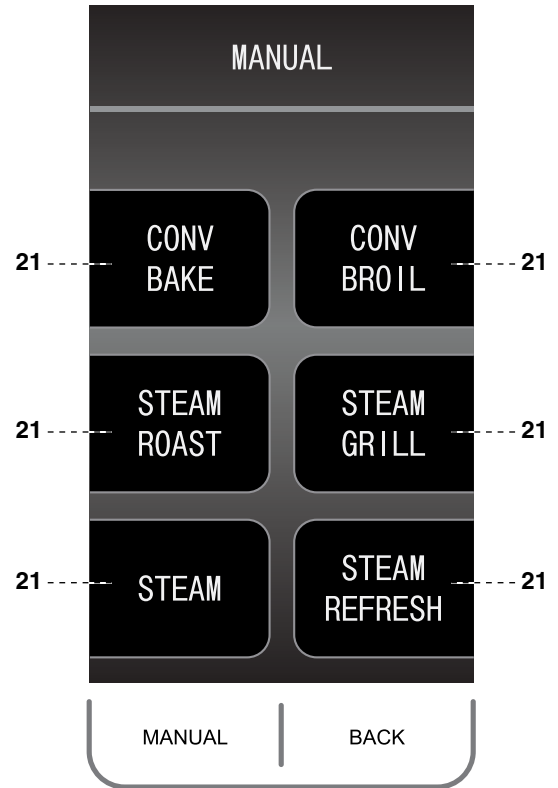 MANUAL
CONV
BAKE
CONV
BROIL
21
21
STEAM
ROAST
STEAM
GRILL
21
21
STEAM
STEAM
REFRESH
21
21
MANUAL
BACK